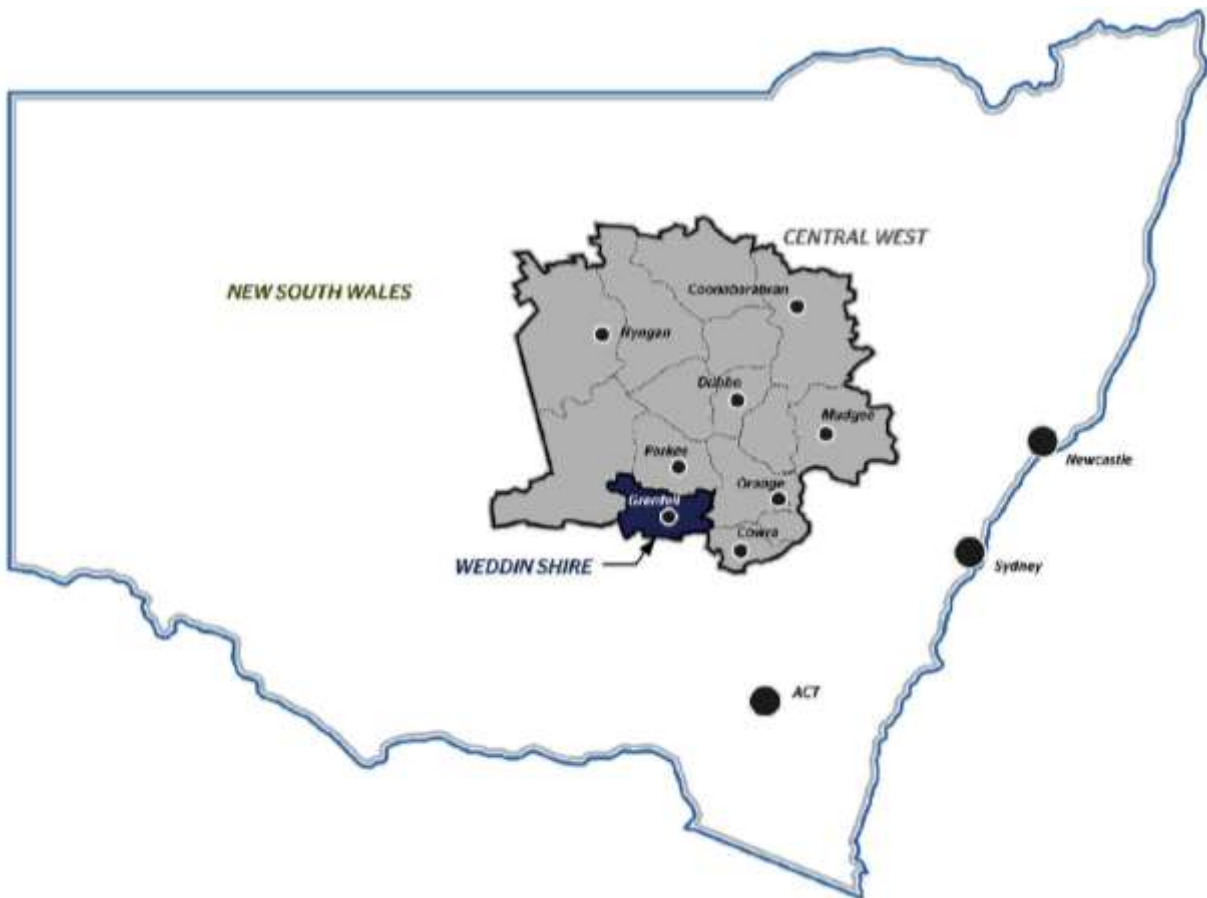 CENTRAL WEST
NEW SOUTH WALES
Coonabarabran
Nyngan
Dubbo
Mudgee
Parkes
Newcastle
Orange
Grenfell
Cowra
WEDDIN SHIRE
Sydney
ACT